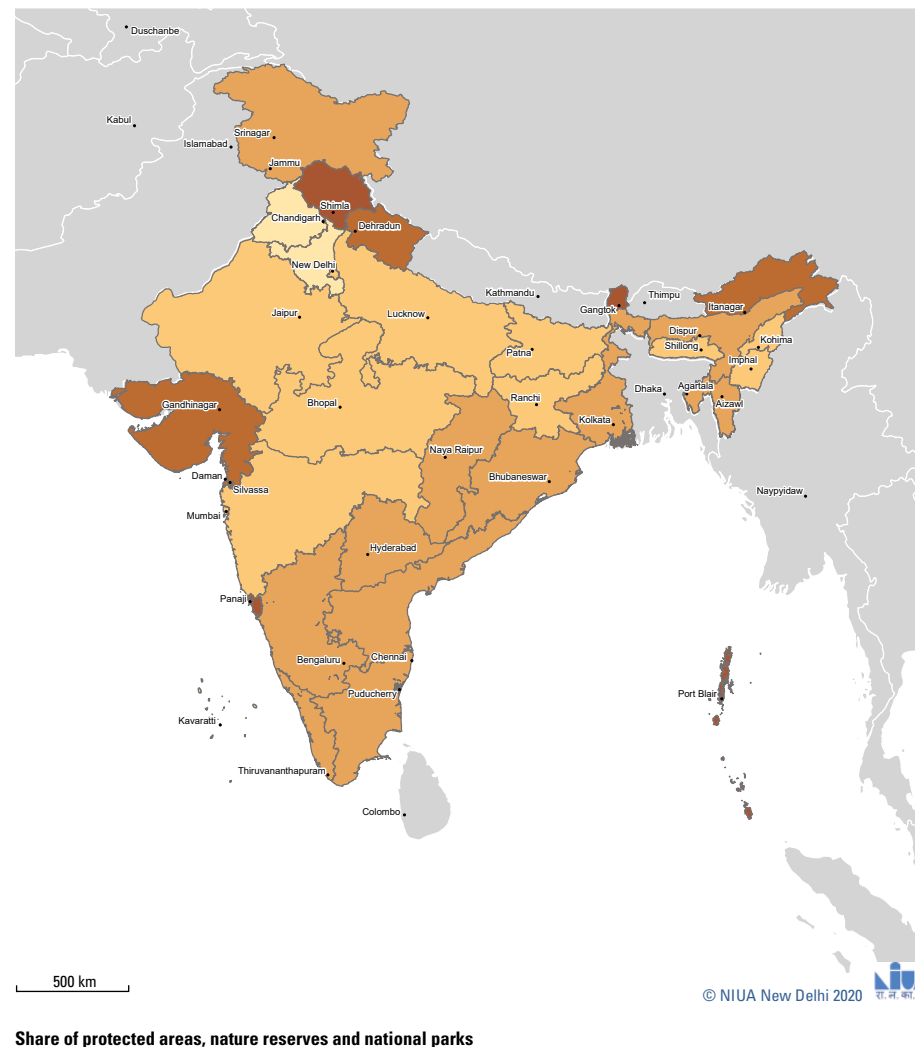 Duschanbe
Kabul
Srinagar
Islamabad
Jammu
Shimla
Chandigarh
Dehradun
New Delhi
Kathmandu
Thimpu
Gangtok
Itanagar
Jaipur
Lucknow
Dispur
Kohima
Shillong
Patna
Imphal
Dhaka
Agartala
Ranchi
Aizawl
Gandhinagar
Bhopal
Kolkata
Naya Raipur
Daman
Bhubaneswar
Silvassa
Naypyidaw
Mumbai
Hyderabad
Panaji
Bengaluru
Chennai
Puducherry
Port Blair
Kavaratti
Thiruvananthapuram
Colombo
500 km
© NIUA New Delhi 2020
NIU
रा.न.का.
Share of protected areas, nature reserves and national parks